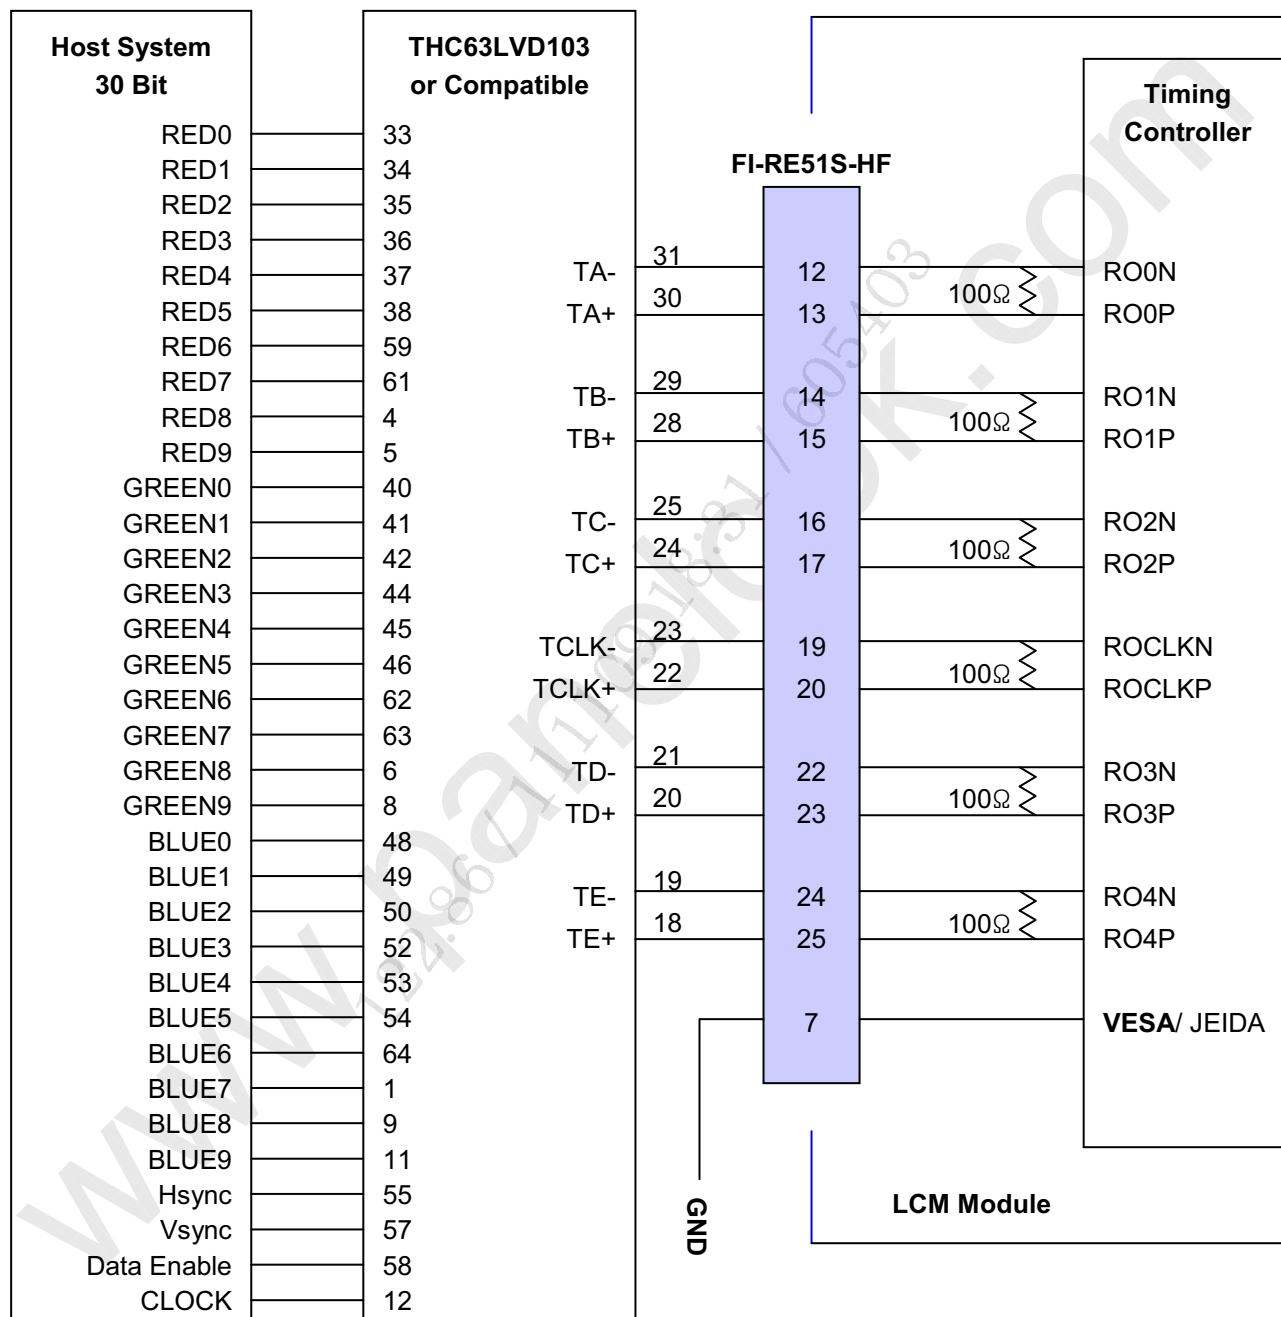 Host System
30 Bit
RED0
RED1
RED2
RED3
RED4
RED5
RED6
RED7
RED8
RED9
GREEN0
GREEN1
GREEN2
GREEN3
GREEN4
GREEN5
GREEN6
GREEN7
GREEN8
GREEN9
BLUE0
BLUE1
BLUE2
BLUE3
BLUE4
BLUE5
BLUE6
BLUE7
BLUE8
BLUE9
Hsync
Vsync
Data Enable
CLOCK
THC63LVD103
or Compatible
33
34
35
36
37
38
59
61
4
5
40
41
42
44
45
46
62
63
6
8
48
49
50
52
53
54
64
1
9
11
55
57
58
12
TA-
TA+
TB-
TB+
TC-
TC+
TCLK-
TCLK+
TD-
TD+
TE-
TE+
31
30
29
28
25
24
23
22
21
20
19
18
GND
FI-RE51S-HF
12
13
14
15
16
17
19
20
22
23
24
25
7
100Ω
100Ω
100Ω
100Ω
100Ω
100Ω
LCM Module
Timing
Controller
RO0N
RO0P
RO1N
RO1P
RO2N
RO2P
ROCLKN
ROCLKP
RO3N
RO3P
RO4N
RO4P
VESA/ JEIDA